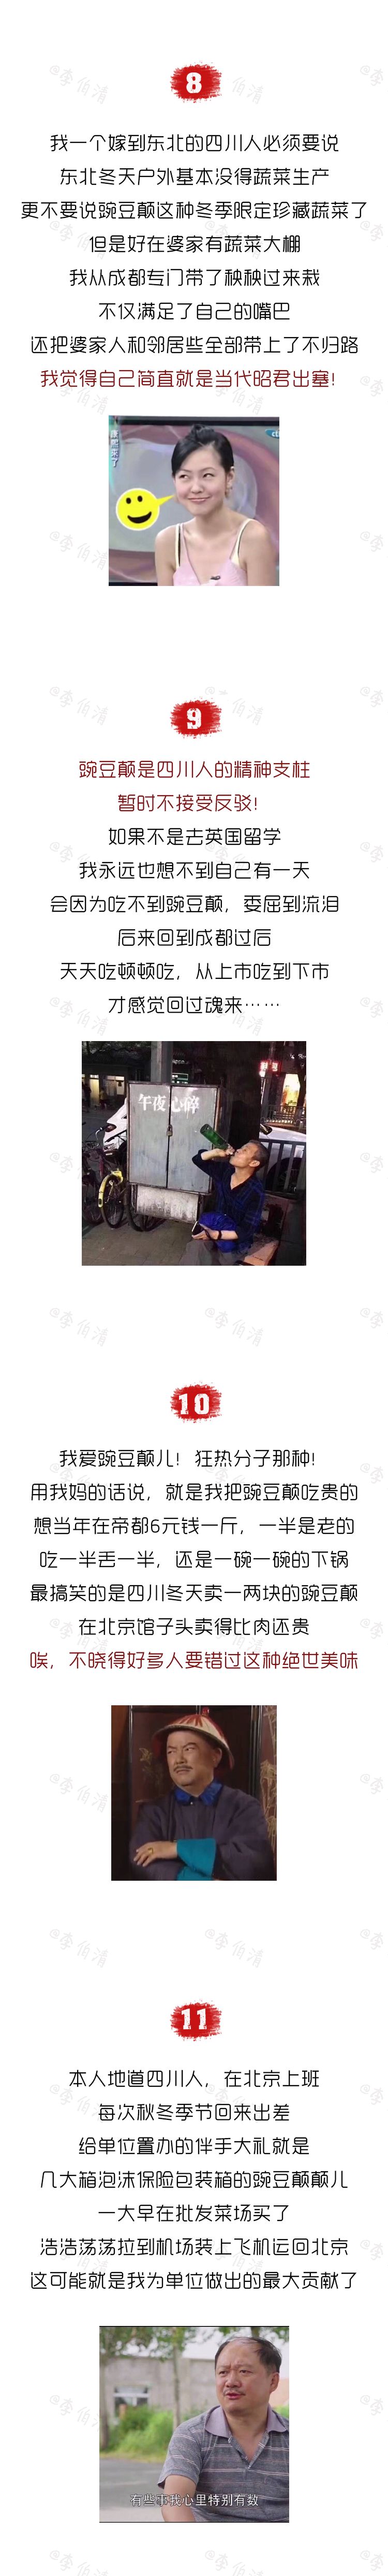 8
我一个嫁到东北的四川人必须要说
东北冬天户外基本没得蔬菜生产
更不要说豌豆颠这种冬季限定珍藏蔬菜了
但是好在婆家有蔬菜大棚
我从成都专门带了秧秧过来栽
不仅满足了自己的嘴巴
还把婆家人和邻居些全部带上了不归路
我觉得自己简直就是当代昭君出塞!
9
豌豆颠是四川人的精神支柱
暂时不接受反驳!
如果不是去英国留学
我永远也想不到自己有一天
会因为吃不到豌豆颠，委屈到流泪
后来回到成都过后
天天吃顿顿吃，从上市吃到下市
才感觉回过魂来……
午夜心碎
10
我爱豌豆颠儿! 狂热分子那种!
用我妈的话说，就是我把豌豆颠吃贵的
想当年在帝都6元钱一斤，一半是老的
吃一半丢一半，还是一碗一碗的下锅
最搞笑的是四川冬天卖一两块的豌豆颠
在北京馆子头卖得比肉还贵
唉，不晓得好多人要错过这种绝世美味
11
本人地道四川人，在北京上班
每次秋冬季节回来出差
给单位置办的伴手大礼就是
几大箱泡沫保险包装箱的豌豆颠颠儿
一大早在批发菜场买了
浩浩荡荡拉到机场装上飞机运回北京
这可能就是我为单位做出的最大贡献了
有些事我心里特别有数
@李伯清